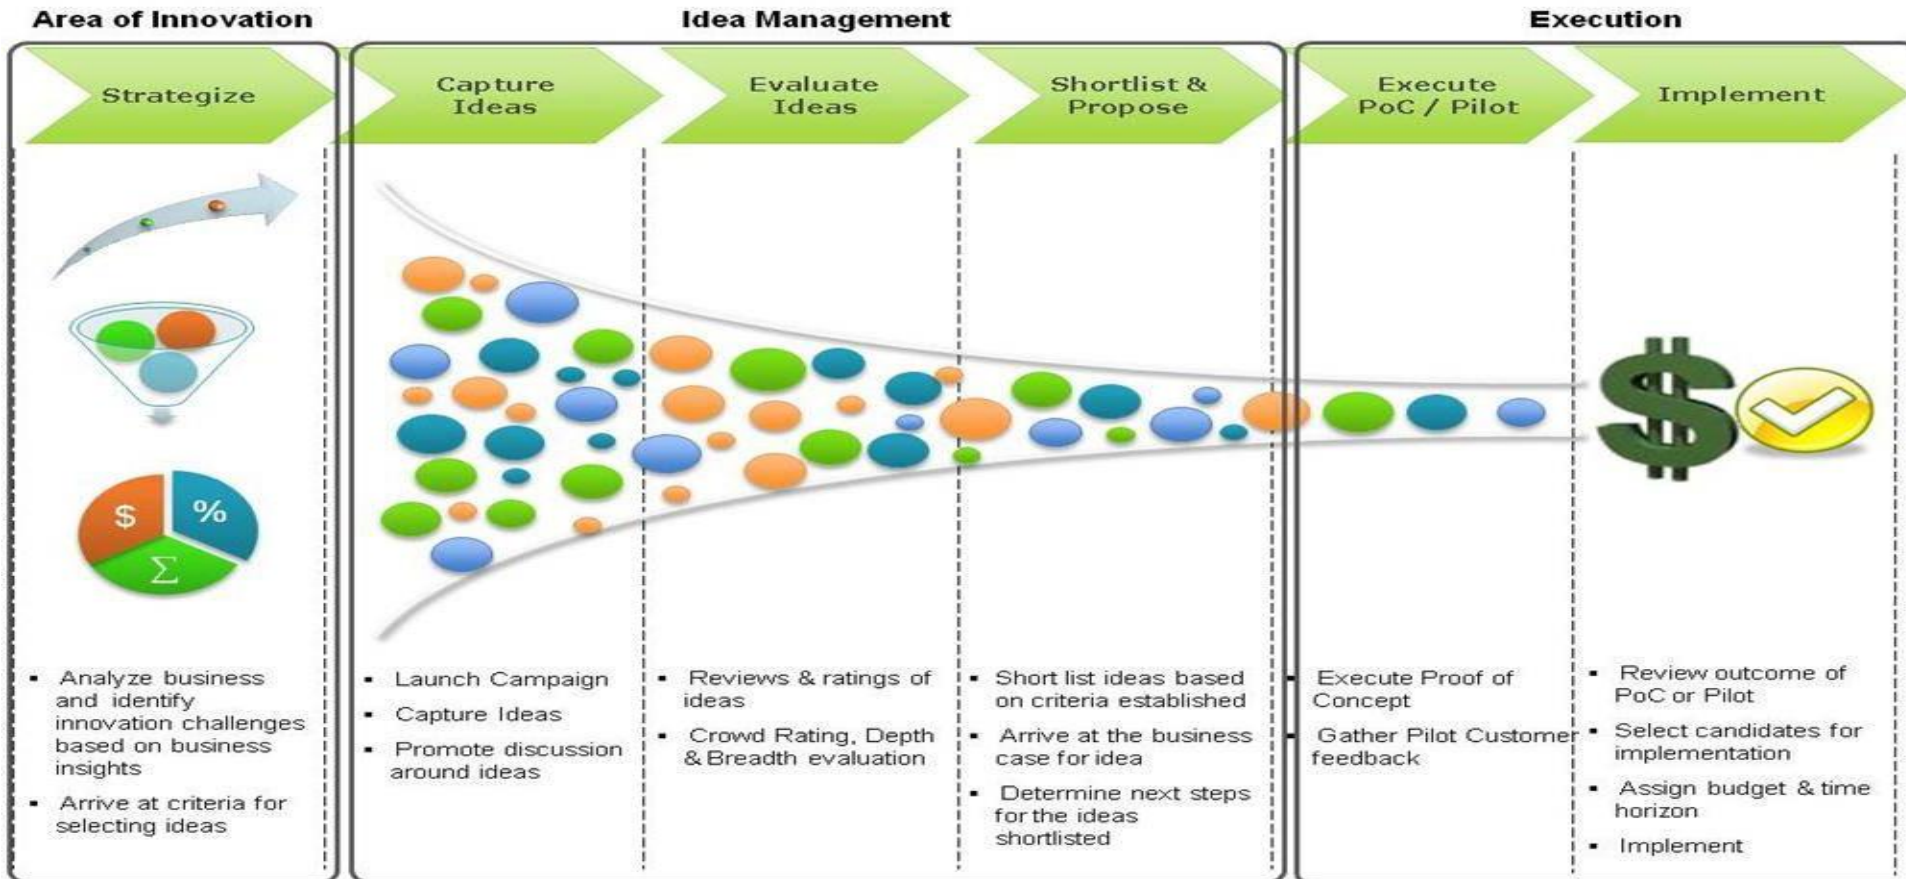 Area of Innovation
Idea Management
Execution
Strategize
Capture
Ideas
Evaluate
Ideas
Shortlist &
Propose
Execute
PoC / Pilot
Implement
$
%
Σ
$
▪ Analyze business
and identify
innovation challenges
based on business
insights
▪ Arrive at criteria for
selecting ideas
▪ Launch Campaign
▪ Capture Ideas
▪ Promote discussion
around ideas
▪ Reviews & ratings of
ideas
▪ Crowd Rating, Depth
& Breadth evaluation
▪ Short list ideas based
on criteria established
▪ Arrive at the business
case for idea
▪ Determine next steps
for the ideas
shortlisted
▪ Execute Proof of
Concept
▪ Gather Pilot Customer
feedback
▪ Review outcome of
PoC or Pilot
▪ Select candidates for
implementation
▪ Assign budget & time
horizon
▪ Implement